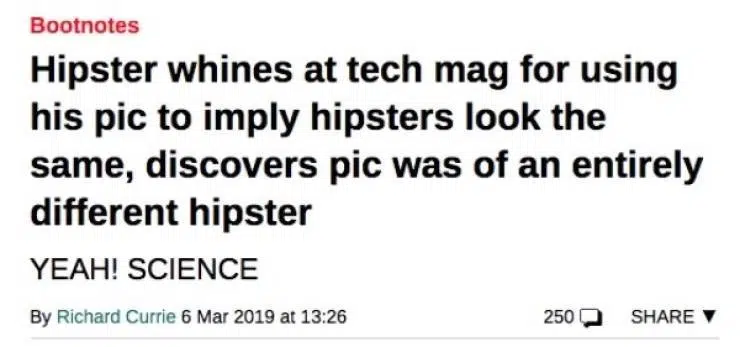 Bootnotes
Hipster whines at tech mag for using
his pic to imply hipsters look the
same, discovers pic was of an entirely
different hipster
YEAH! SCIENCE
By Richard Currie 6 Mar 2019 at 13:26 250 SHARE ▼